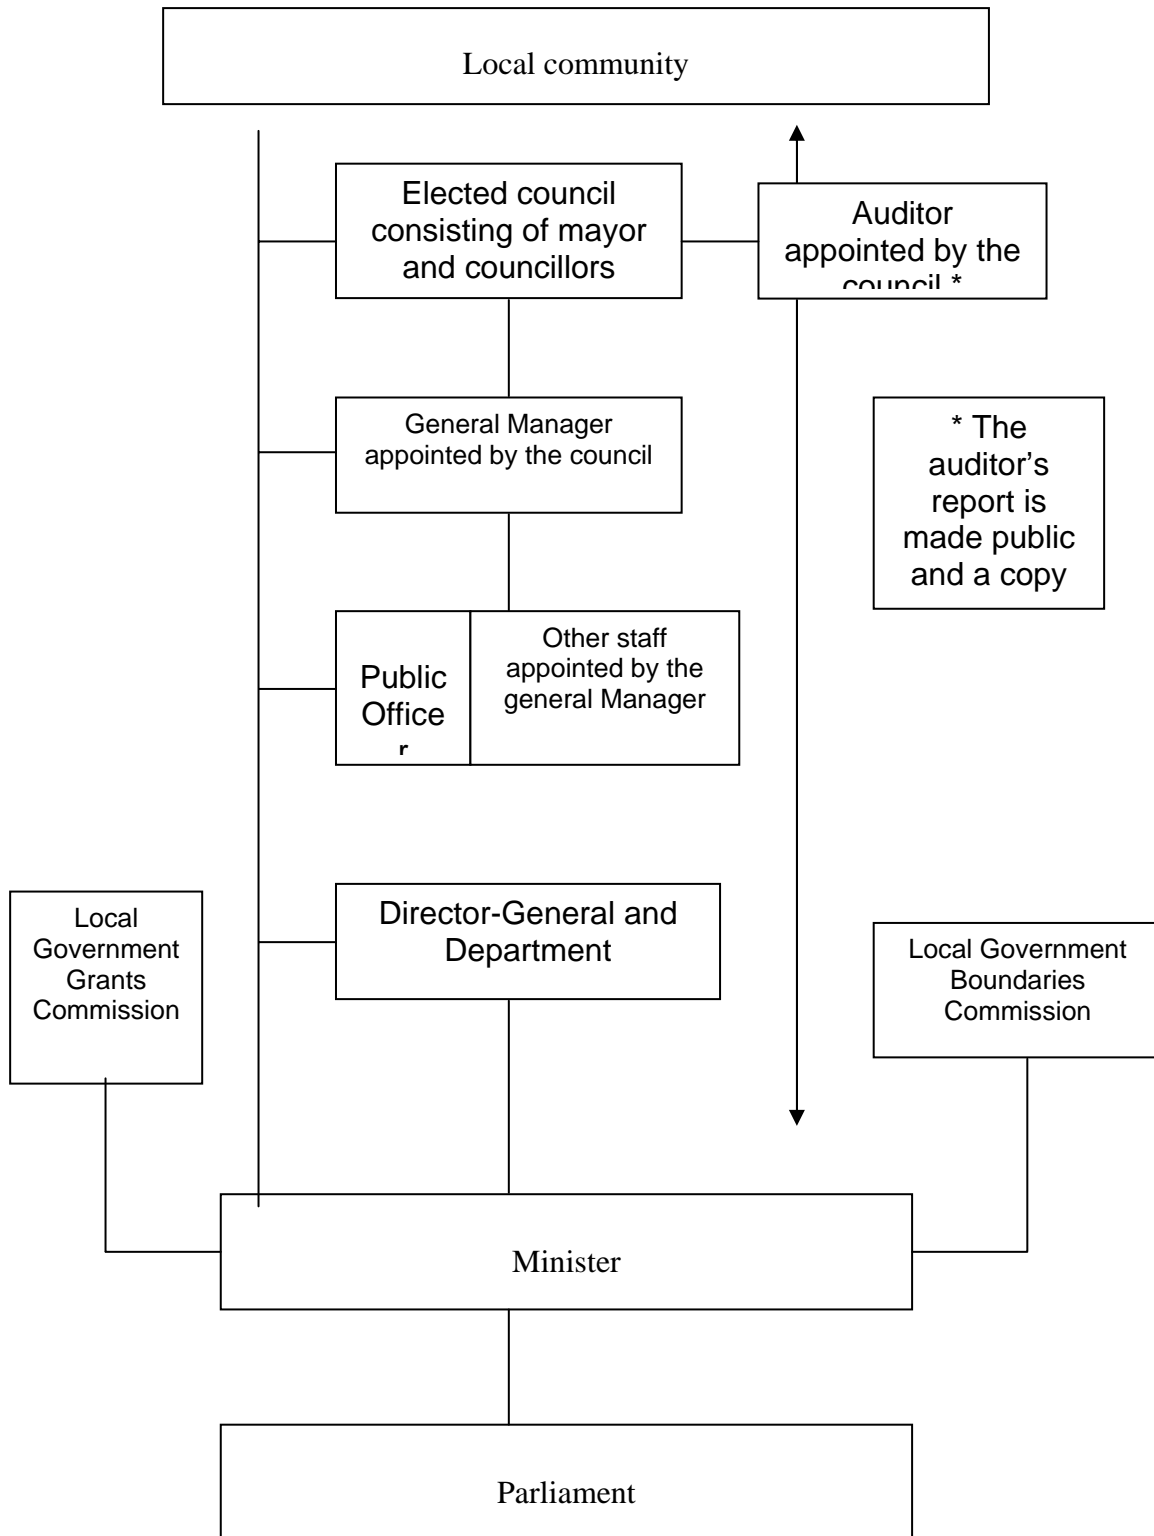 Local community
Elected council
consisting of mayor
and councillors
Auditor
appointed by the
council *
General Manager
appointed by the council
* The
auditor's
report is
made public
and a copy
Public
Office
r
Other staff
appointed by the
general Manager
Local
Government
Grants
Commission
Director-General and
Department
Local Government
Boundaries
Commission
Minister
Parliament